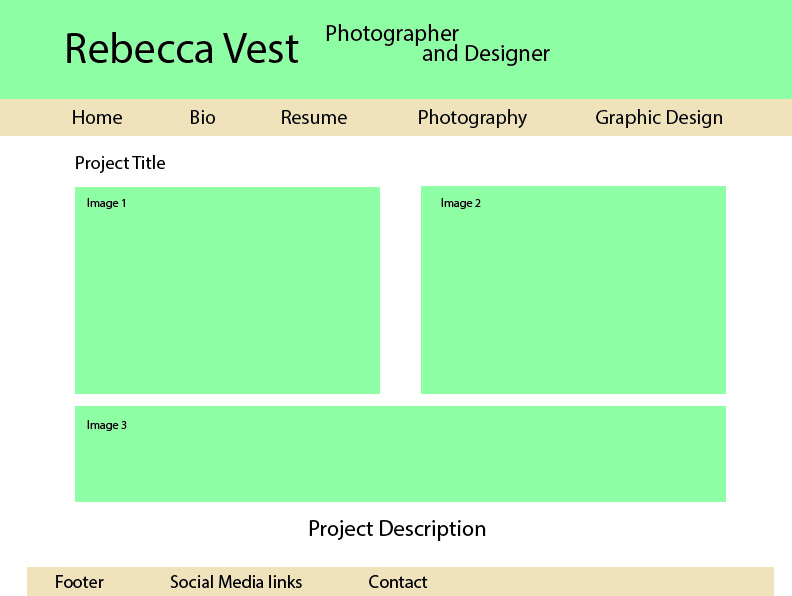 Rebecca Vest
Photographer
and Designer
Home Bio Resume Photography Graphic Design
Project Title
Image 1 Image 2
Image 3
Project Description
Footer Social Media links Contact